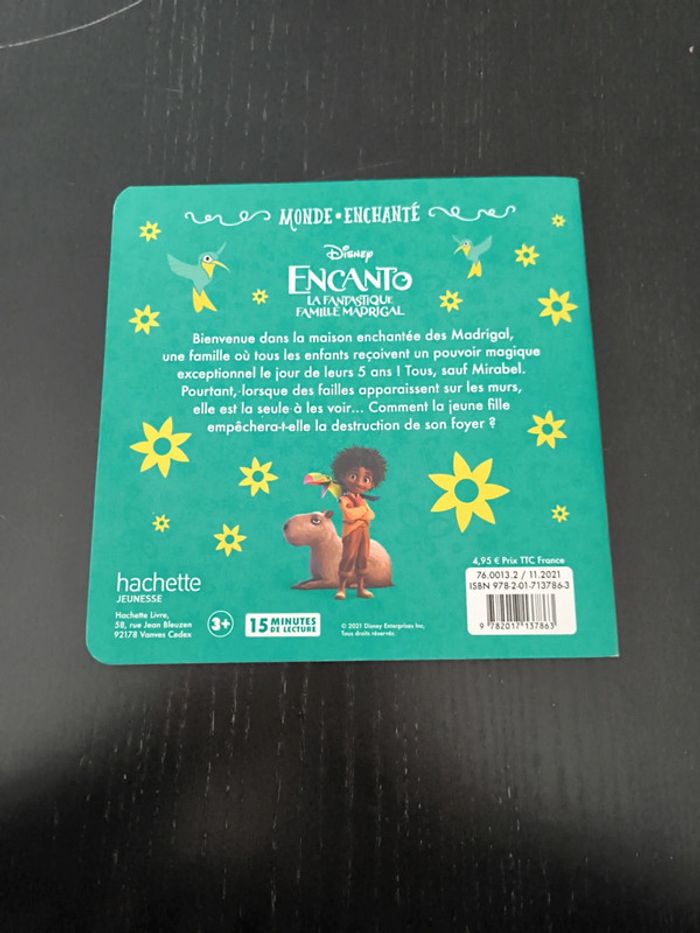 MONDE • ENCHANTÉ
Disney
ENCANTO
LA FANTASTIQUE
FAMILLE MADRIGAL
Bienvenue dans la maison enchantée des Madrigal,
une famille où tous les enfants reçoivent un pouvoir magique
exceptionnel le jour de leurs 5 ans ! Tous, sauf Mirabel.
Pourtant, lorsque des failles apparaissent sur les murs,
elle est la seule à les voir... Comment la jeune fille
empêchera-t-elle la destruction de son foyer ?
hachette
JEUNESSE
Hachette Livre,
58, rue Jean Bleuzen
92178 Vanves Cedex
3+
15 MINUTES
DE LECTURE
© 2021 Disney Enterprises Inc,
Tous droits réservés.
4,95 € Prix TTC France
76.0013.2 / 11.2021
ISBN 978-2-01-713786-3
9 782017 137863